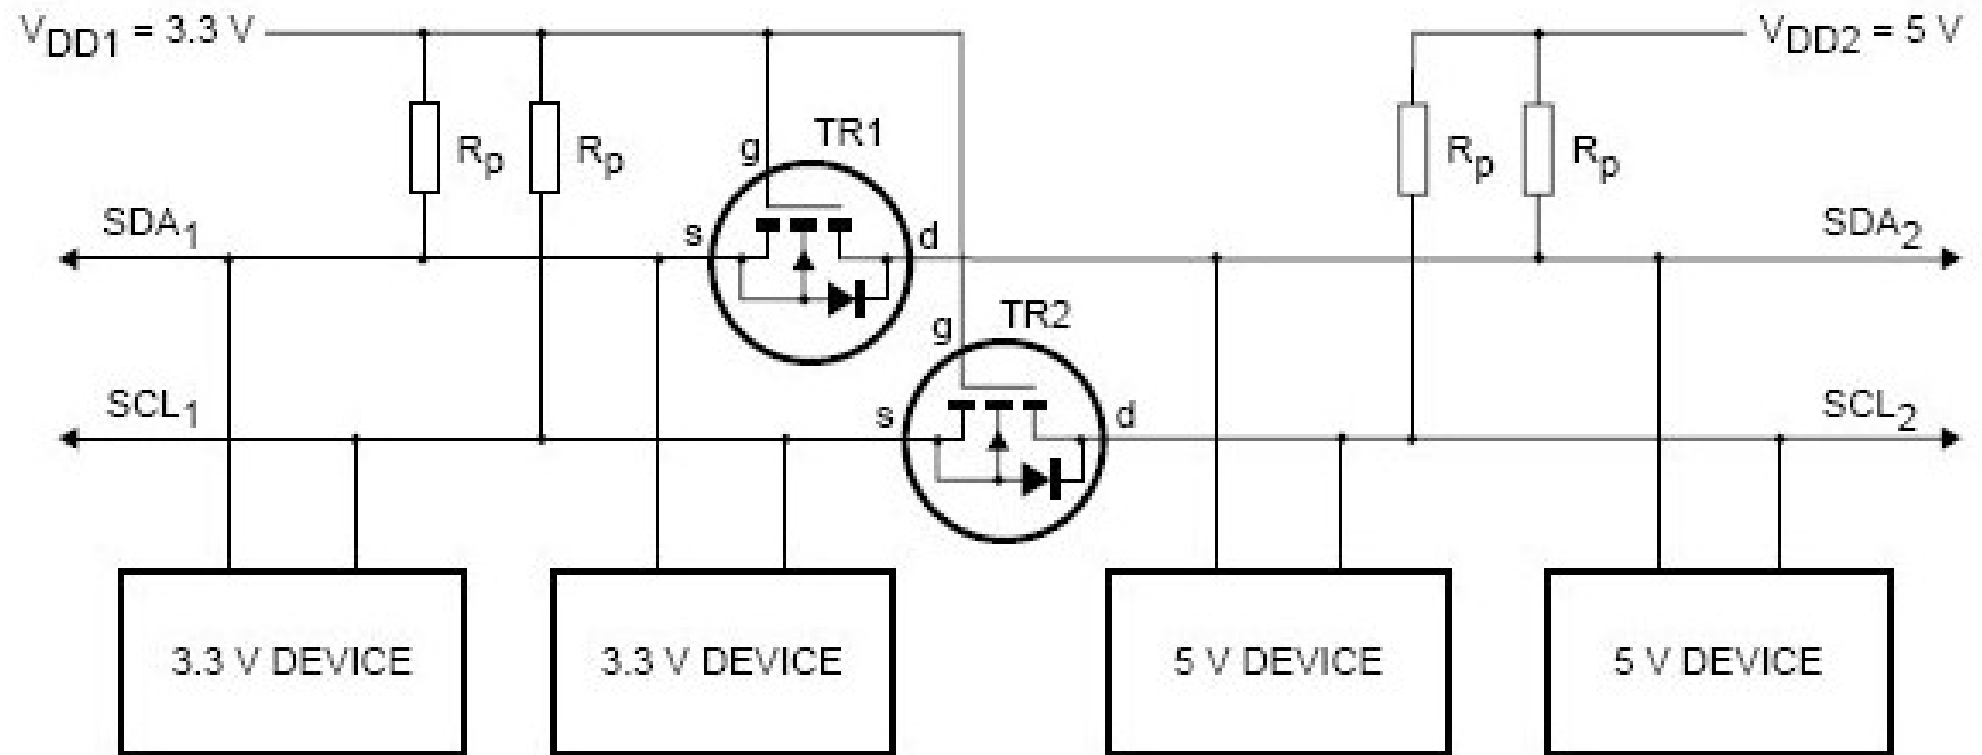 VDD1 = 3.3 V
VDD2 = 5 V
TR1
g
Rp
Rp
Rp
Rp
SDA1
s
d
SDA2
TR2
g
SCL1
s
d
SCL2
3.3 V DEVICE
3.3 V DEVICE
5 V DEVICE
5 V DEVICE